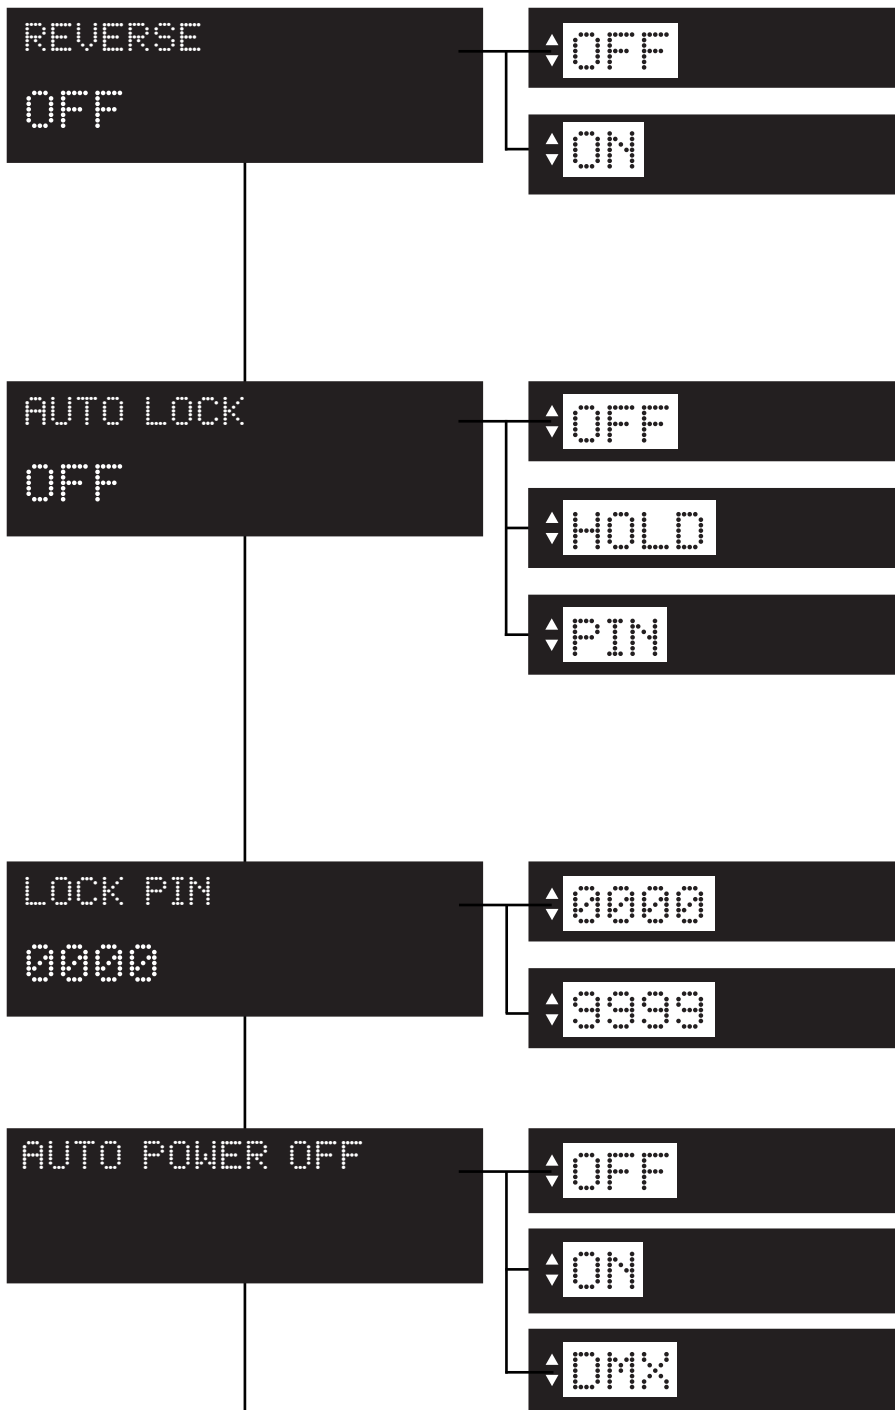 REVERSE
OFF
OFF
ON
AUTO LOCK
OFF
OFF
HOLD
PIN
LOCK PIN
0000
0000
9999
AUTO POWER OFF
OFF
ON
DMX